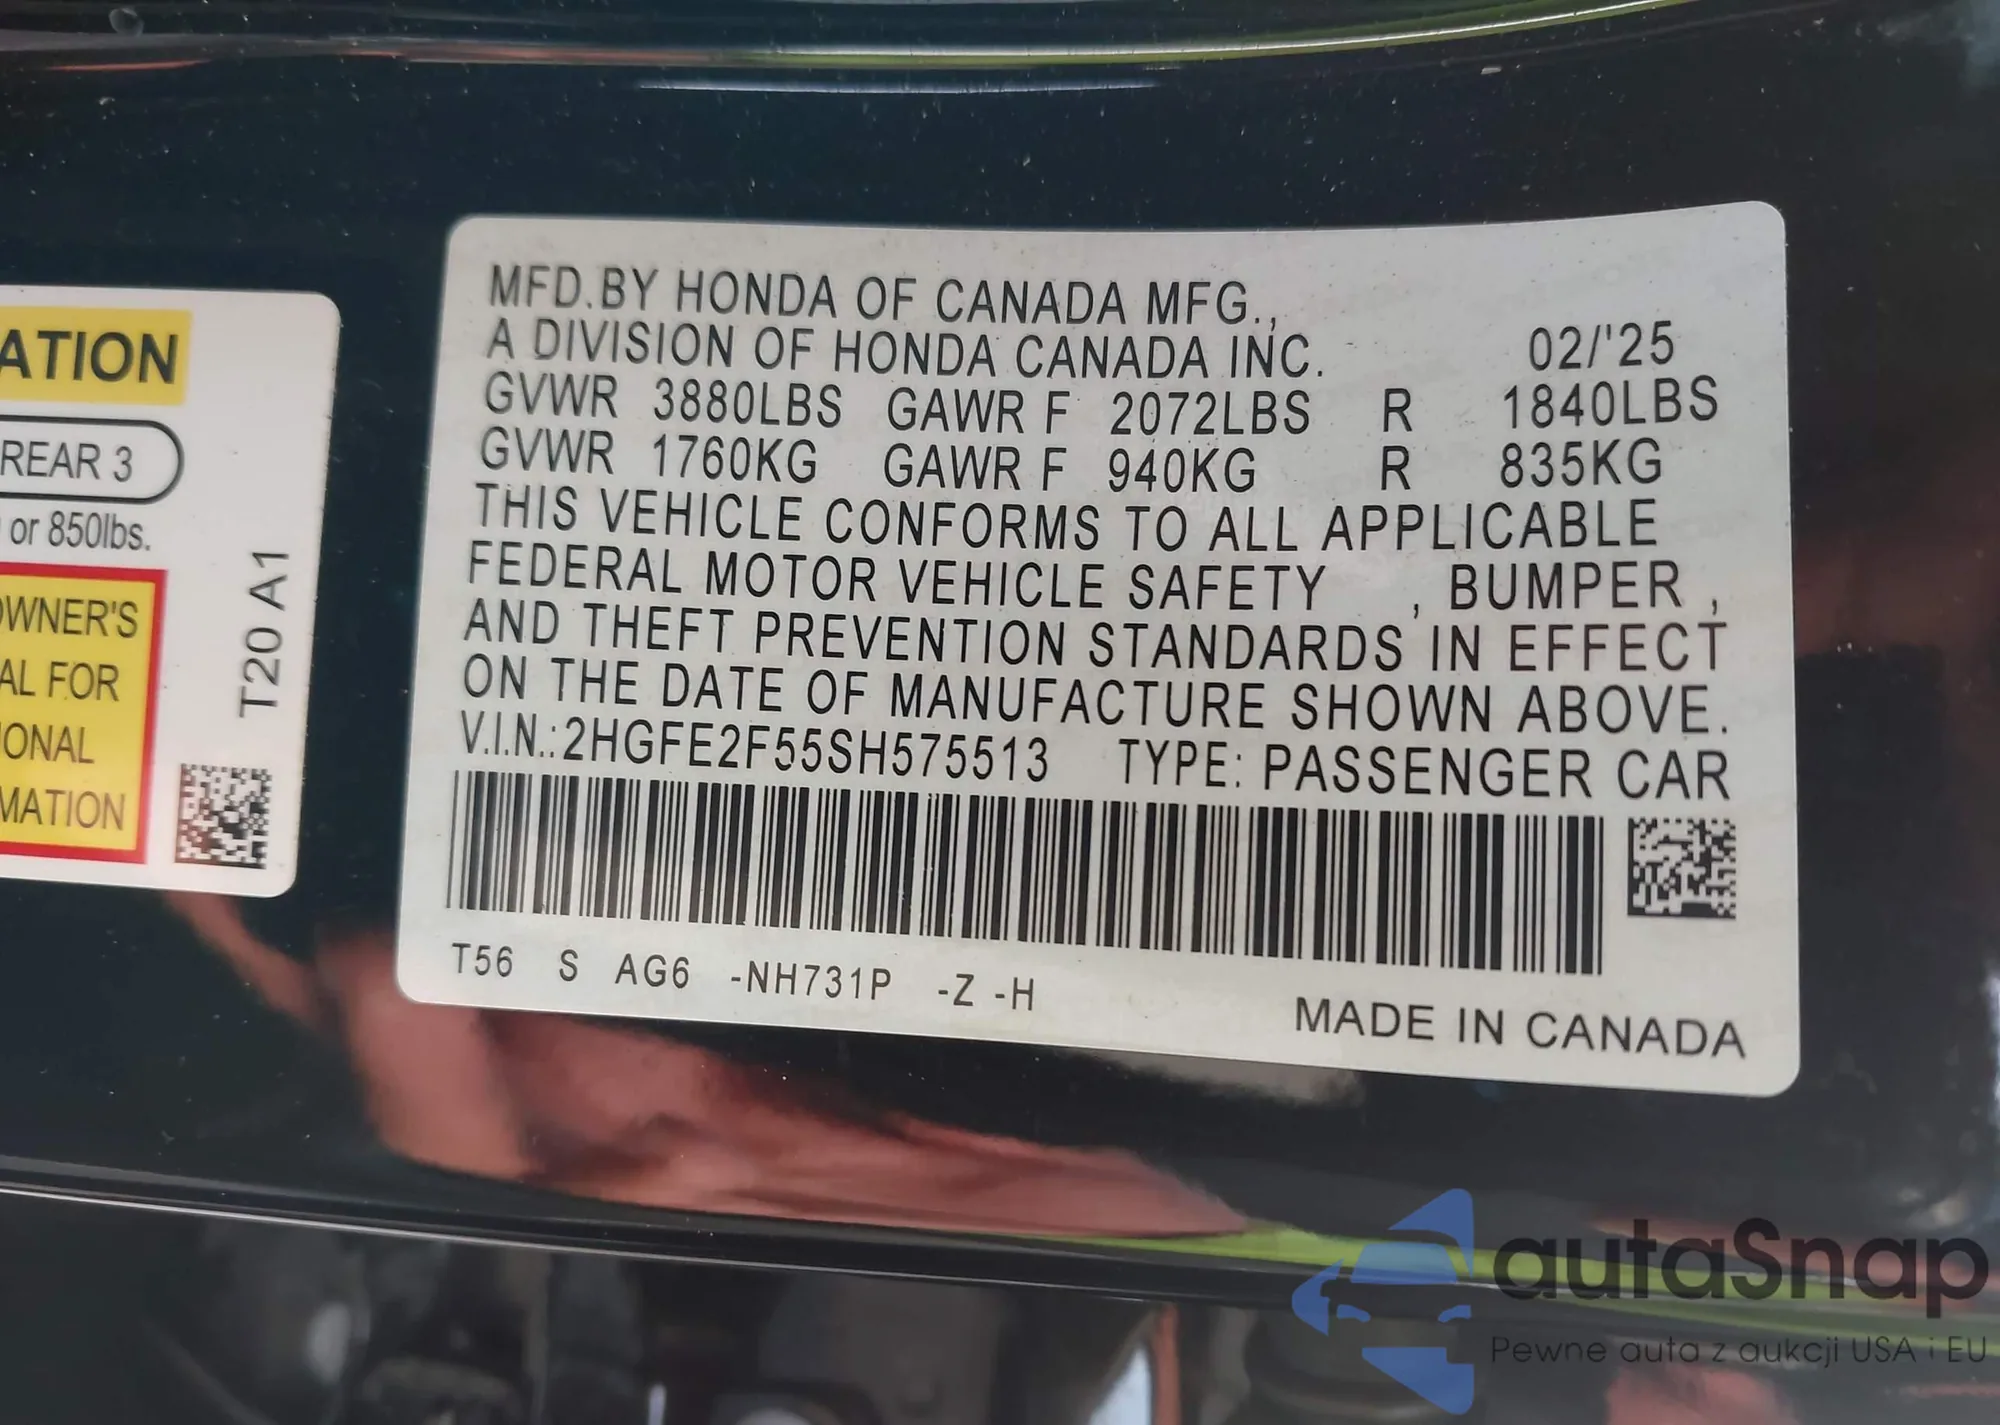 ATION
REAR 3
or 850lbs.
OWNER'S
AL FOR
IONAL
MATION
T20 A1
MFD.BY HONDA OF CANADA MFG.,
A DIVISION OF HONDA CANADA INC. 02/'25
GVWR 3880LBS GAWR F 2072LBS R 1840LBS
GVWR 1760KG GAWR F 940KG R 835KG
THIS VEHICLE CONFORMS TO ALL APPLICABLE
FEDERAL MOTOR VEHICLE SAFETY , BUMPER ,
AND THEFT PREVENTION STANDARDS IN EFFECT
ON THE DATE OF MANUFACTURE SHOWN ABOVE.
V.I.N.:2HGFE2F55SH575513 TYPE: PASSENGER CAR
T56 S AG6 -NH731P -Z -H
MADE IN CANADA
autaSnap
Pewne auta z aukcji USA i EU